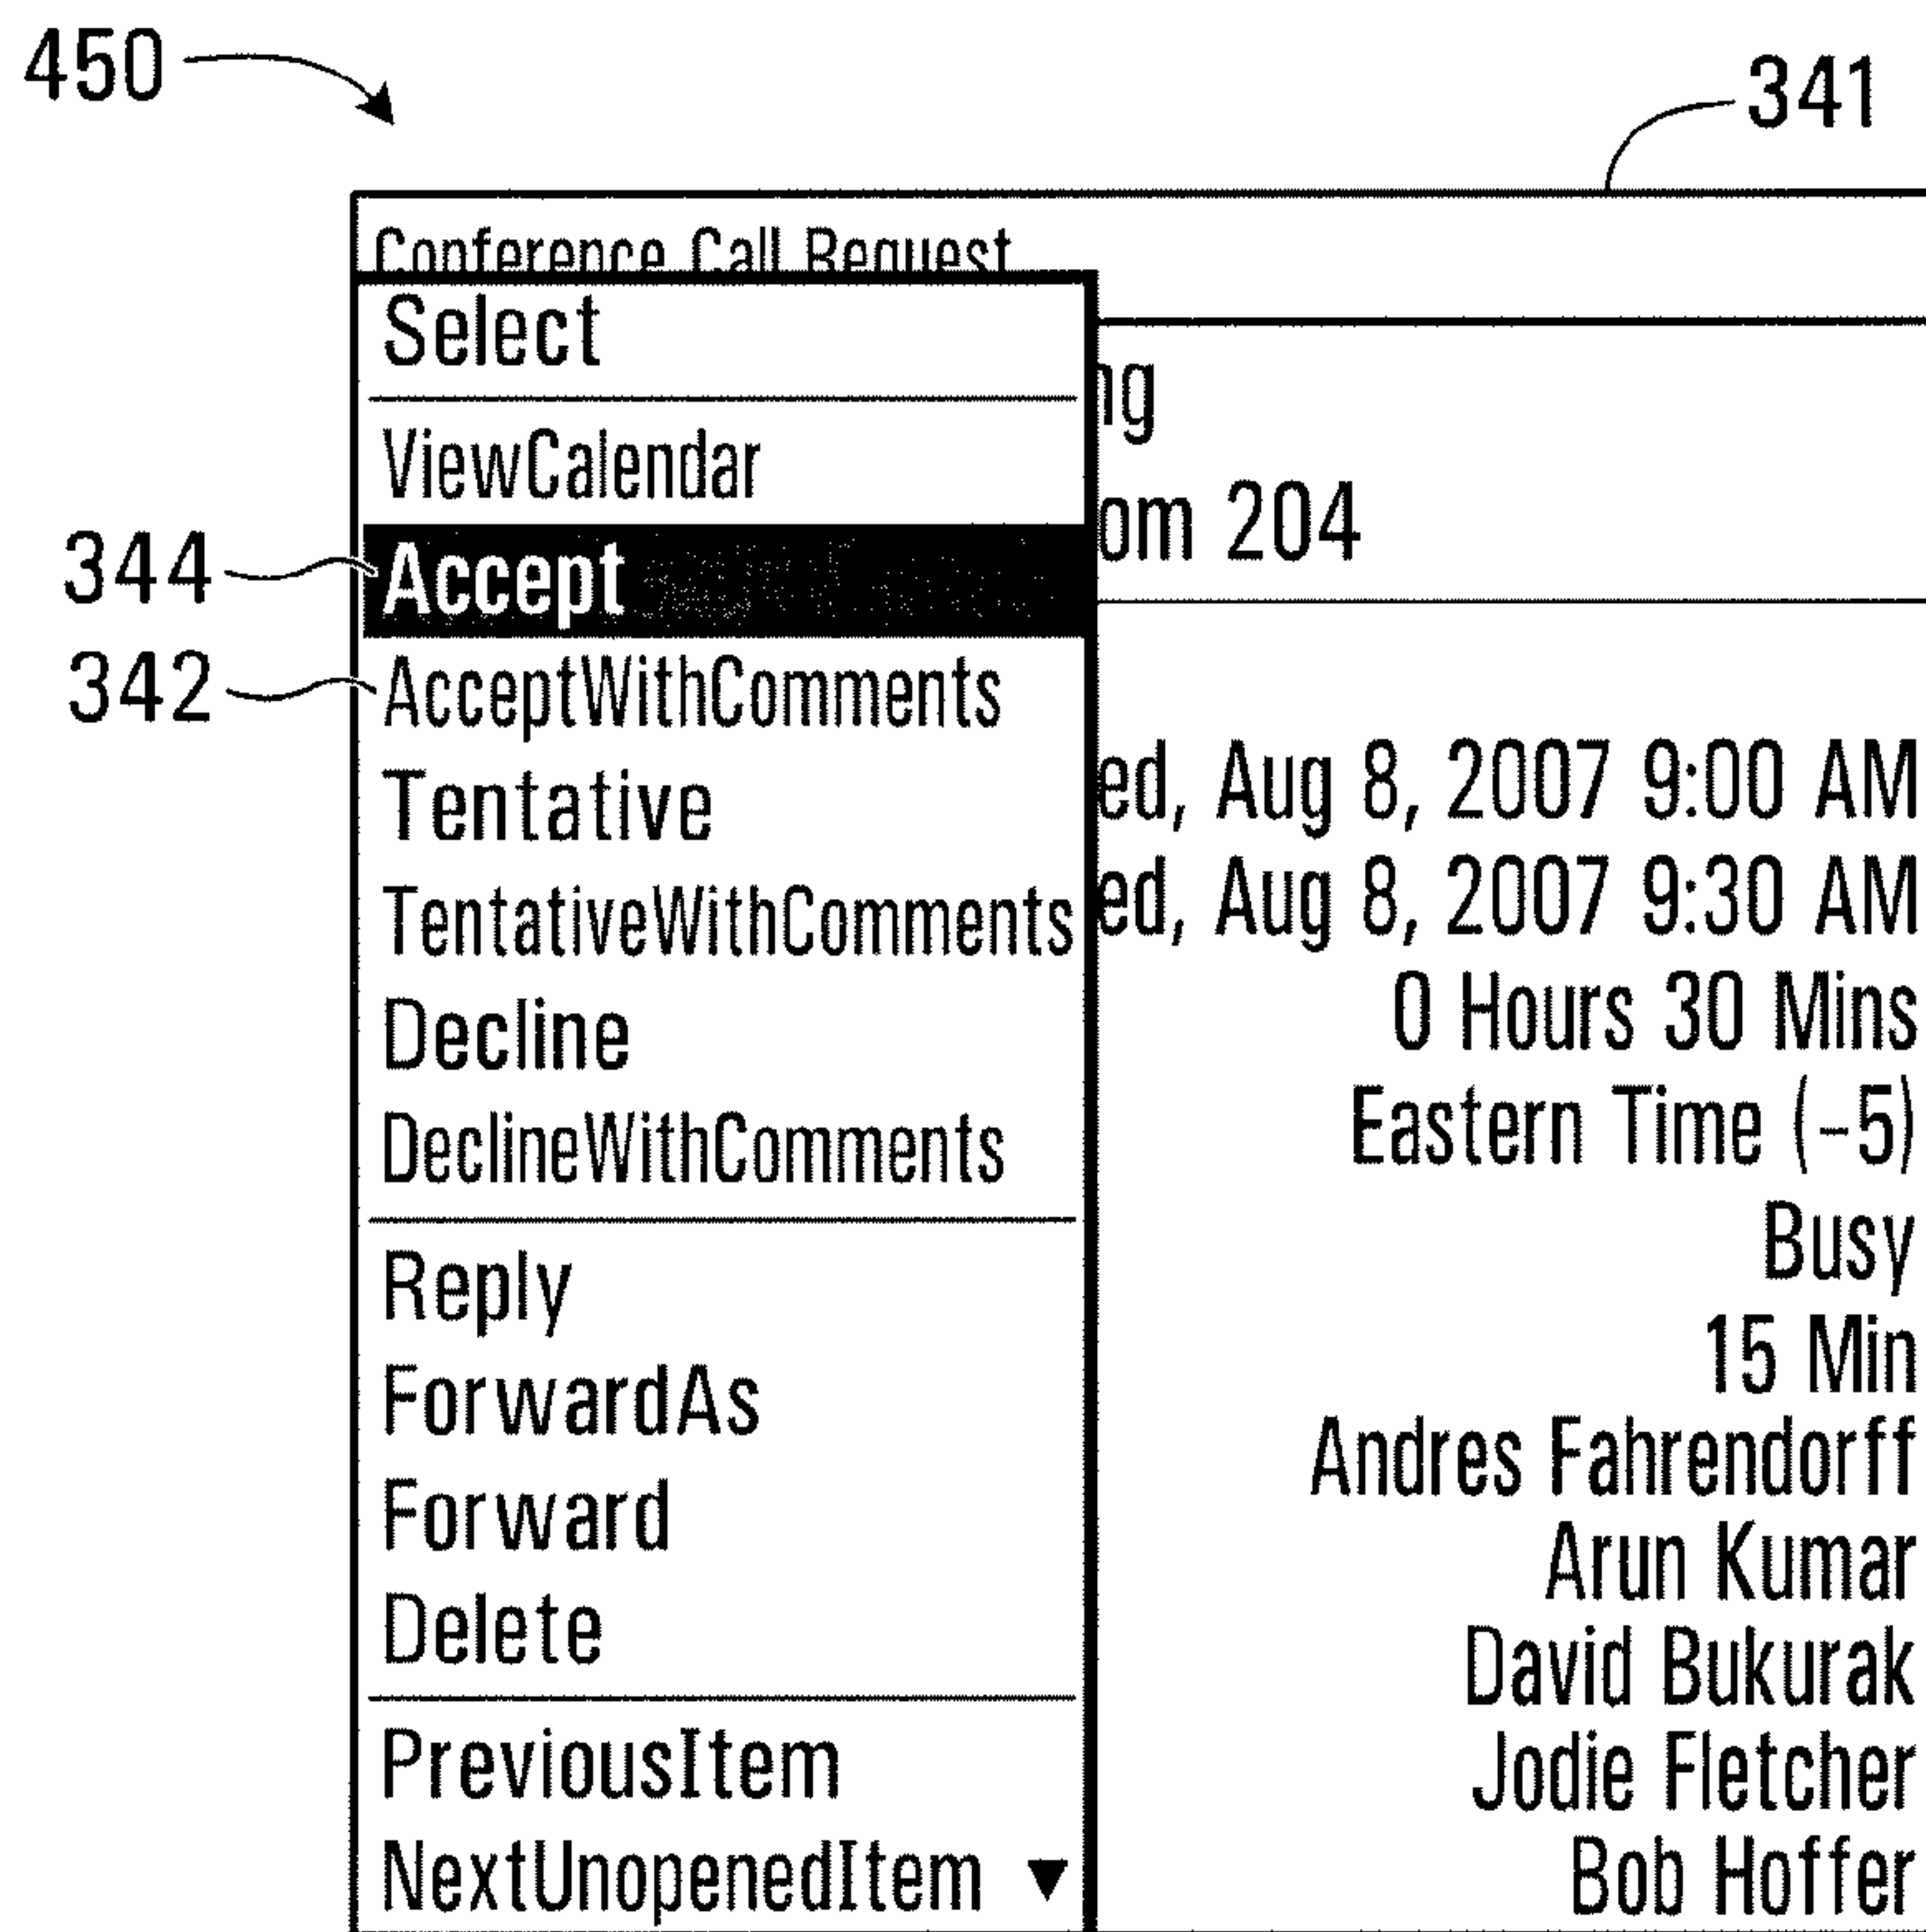 450
341
Conference Call Request
Select
ViewCalendar
ng
344
Accept
om 204
342
AcceptWithComments
Tentative
ed, Aug 8, 2007 9:00 AM
TentativeWithComments
ed, Aug 8, 2007 9:30 AM
Decline
0 Hours 30 Mins
DeclineWithComments
Eastern Time (-5)
Busy
Reply
15 Min
ForwardAs
Andres Fahrendorff
Forward
Arun Kumar
Delete
David Bukurak
PreviousItem
Jodie Fletcher
NextUnopenedItem ▼
Bob Hoffer